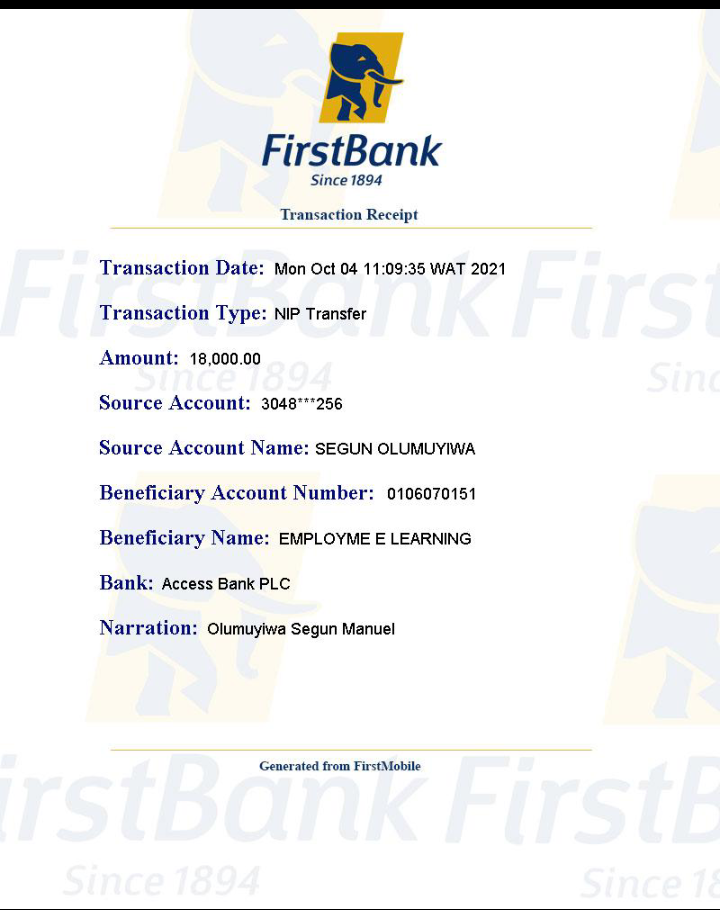 FirstBank
Since 1894
Transaction Receipt
Transaction Date: Mon Oct 04 11:09:35 WAT 2021
Transaction Type: NIP Transfer
Amount: 18,000.00
Source Account: 3048***256
Source Account Name: SEGUN OLUMUYIWA
Beneficiary Account Number: 0106070151
Beneficiary Name: EMPLOYME E LEARNING
Bank: Access Bank PLC
Narration: Olumuyiwa Segun Manuel
Generated from FirstMobile